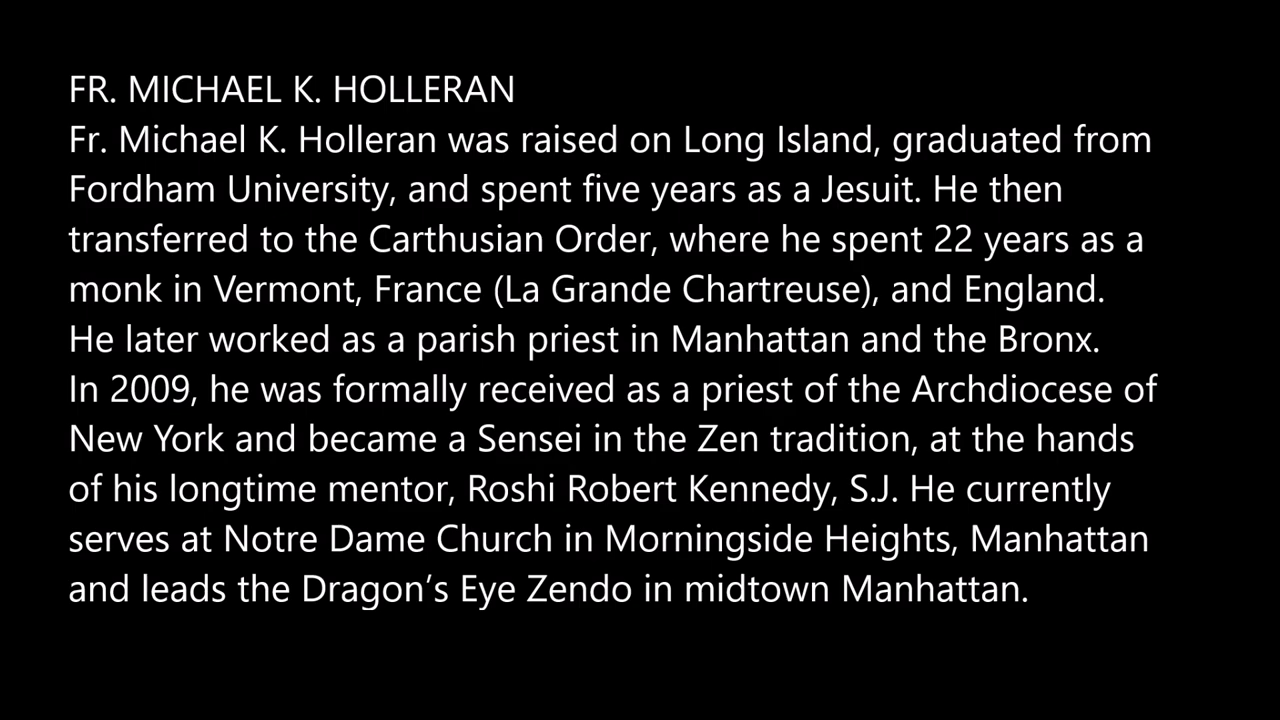 FR. MICHAEL K. HOLLERAN
Fr. Michael K. Holleran was raised on Long Island, graduated from
Fordham University, and spent five years as a Jesuit. He then
transferred to the Carthusian Order, where he spent 22 years as a
monk in Vermont, France (La Grande Chartreuse), and England.
He later worked as a parish priest in Manhattan and the Bronx.
In 2009, he was formally received as a priest of the Archdiocese of
New York and became a Sensei in the Zen tradition, at the hands
of his longtime mentor, Roshi Robert Kennedy, S.J. He currently
serves at Notre Dame Church in Morningside Heights, Manhattan
and leads the Dragon’s Eye Zendo in midtown Manhattan.